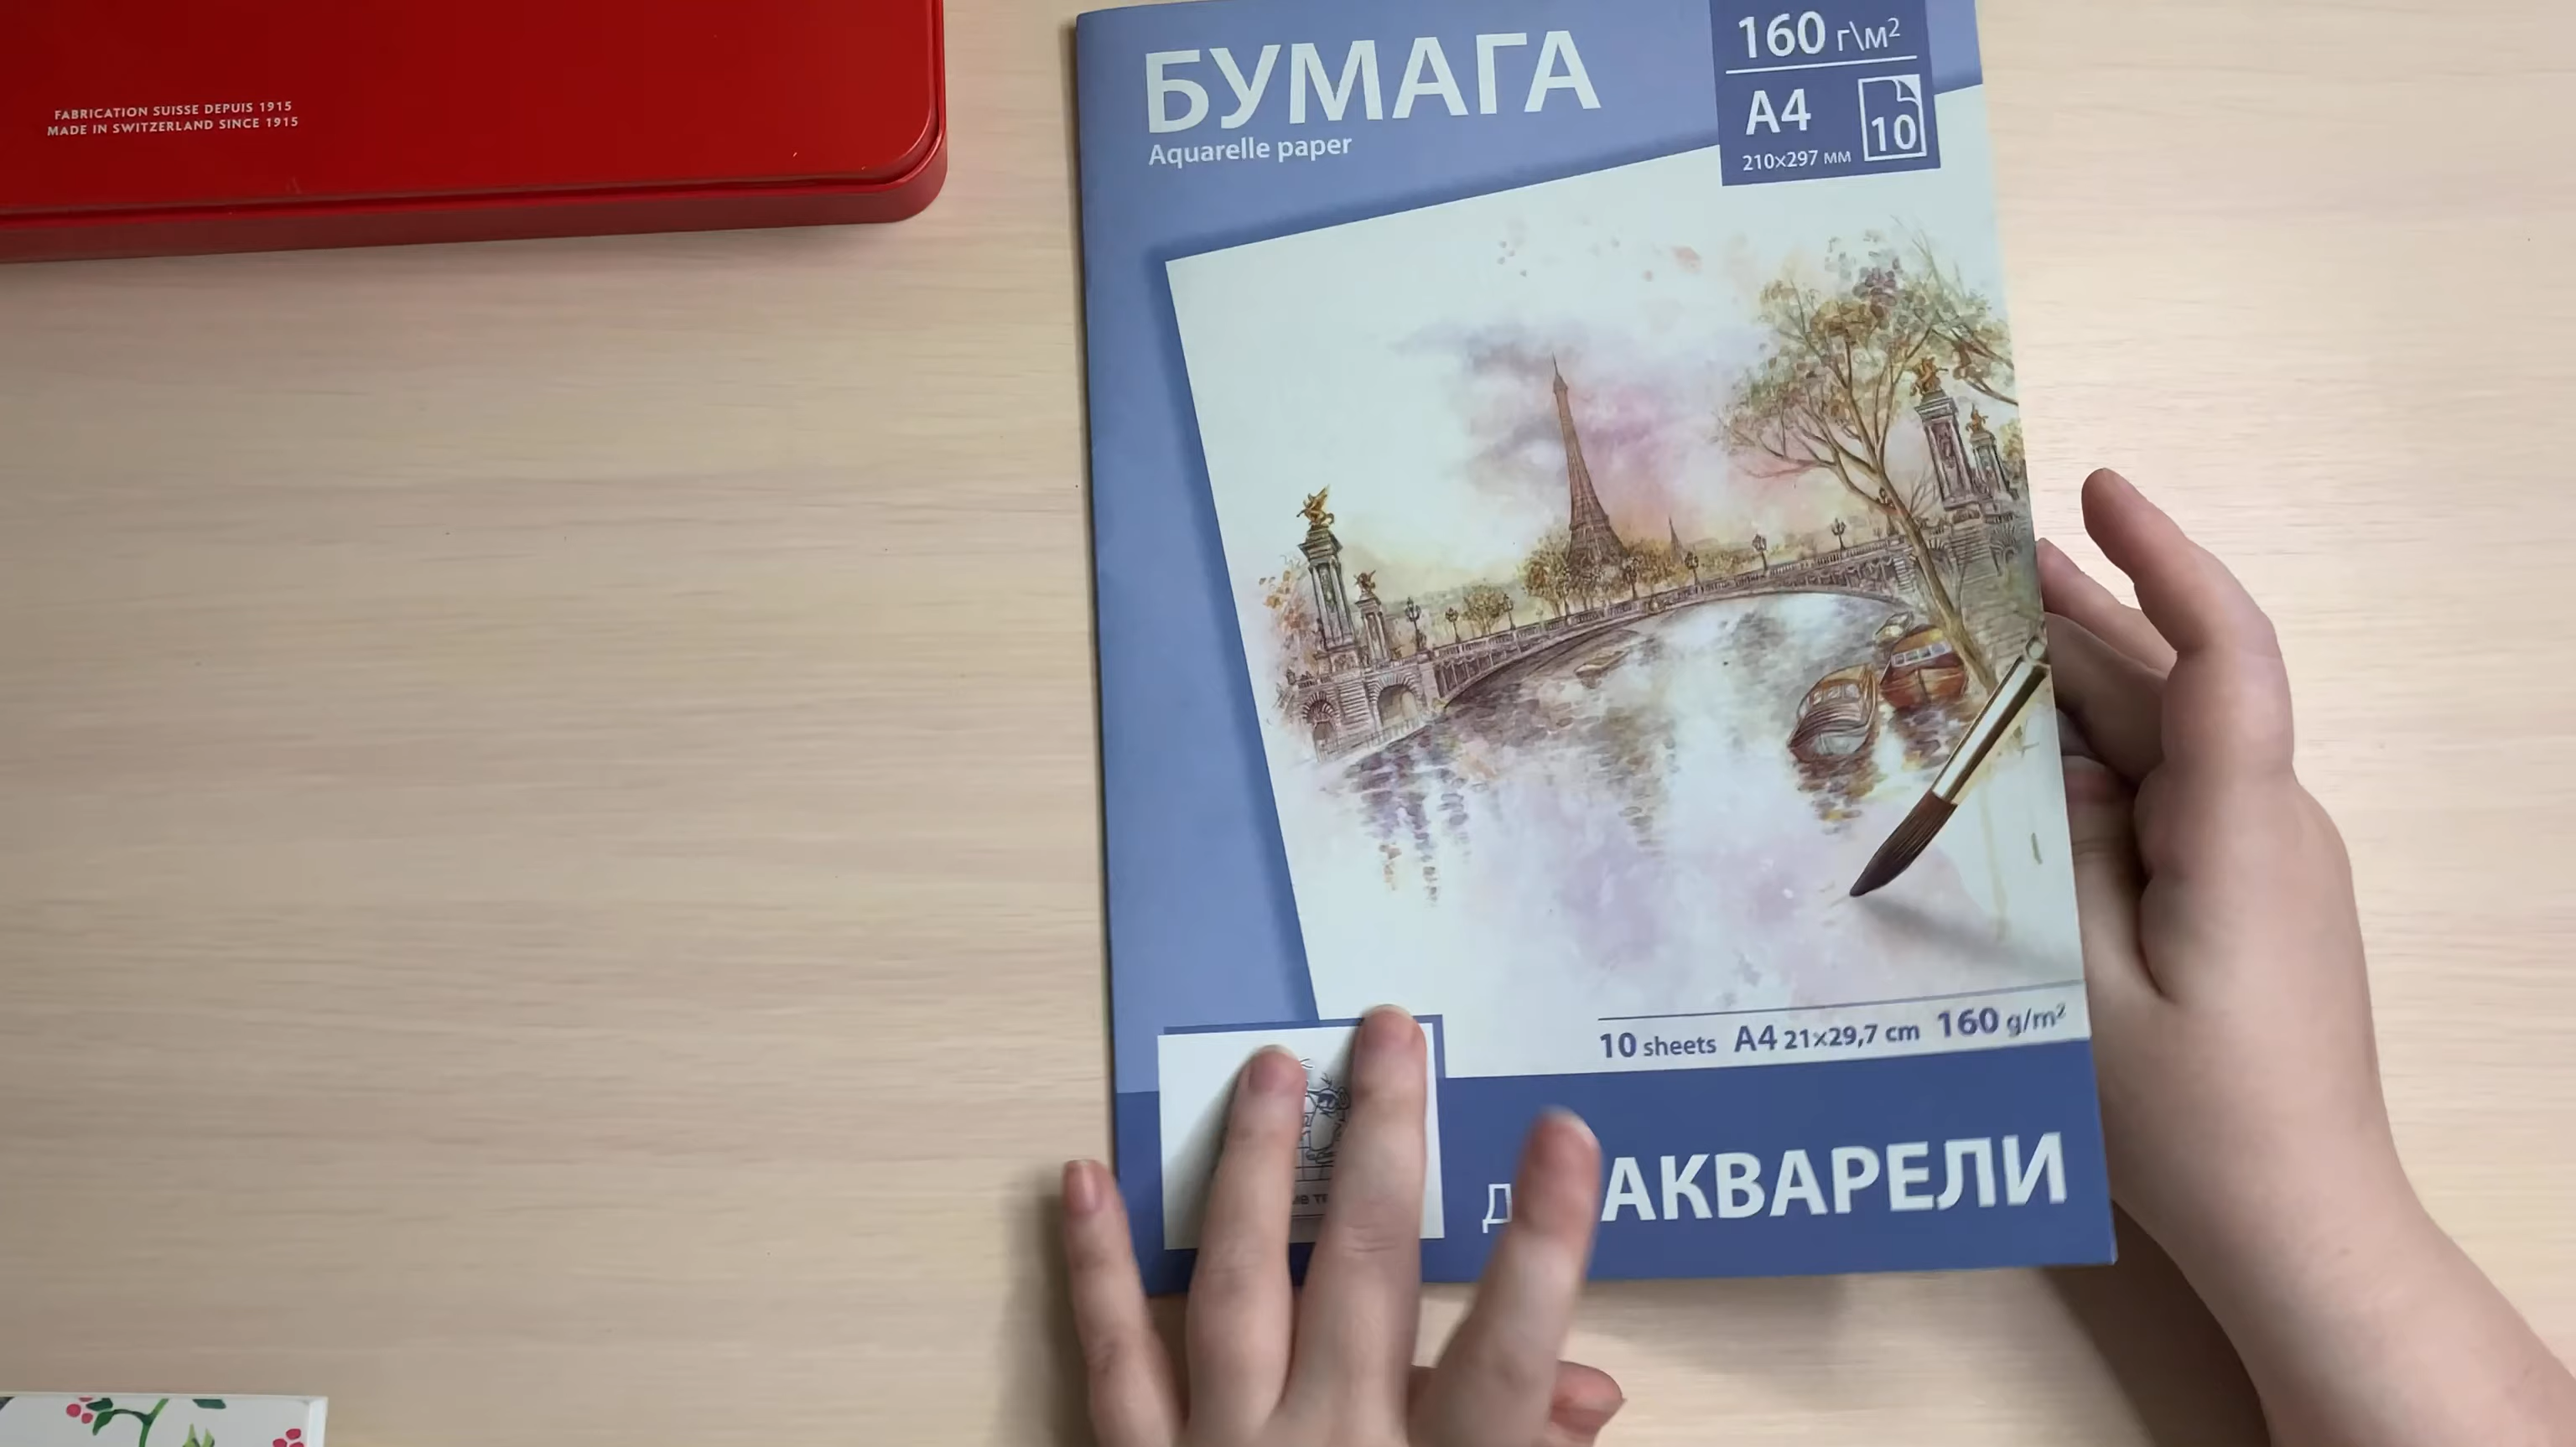 FABRICATION SUISSE DEPUIS 1915
MADE IN SWITZERLAND SINCE 1915
БУМАГА
Aquarelle paper
160 г\м²
А4
10
210×297 мм
10 sheets A4 21×29,7 cm 160 g/m²
АКВАРЕЛИ